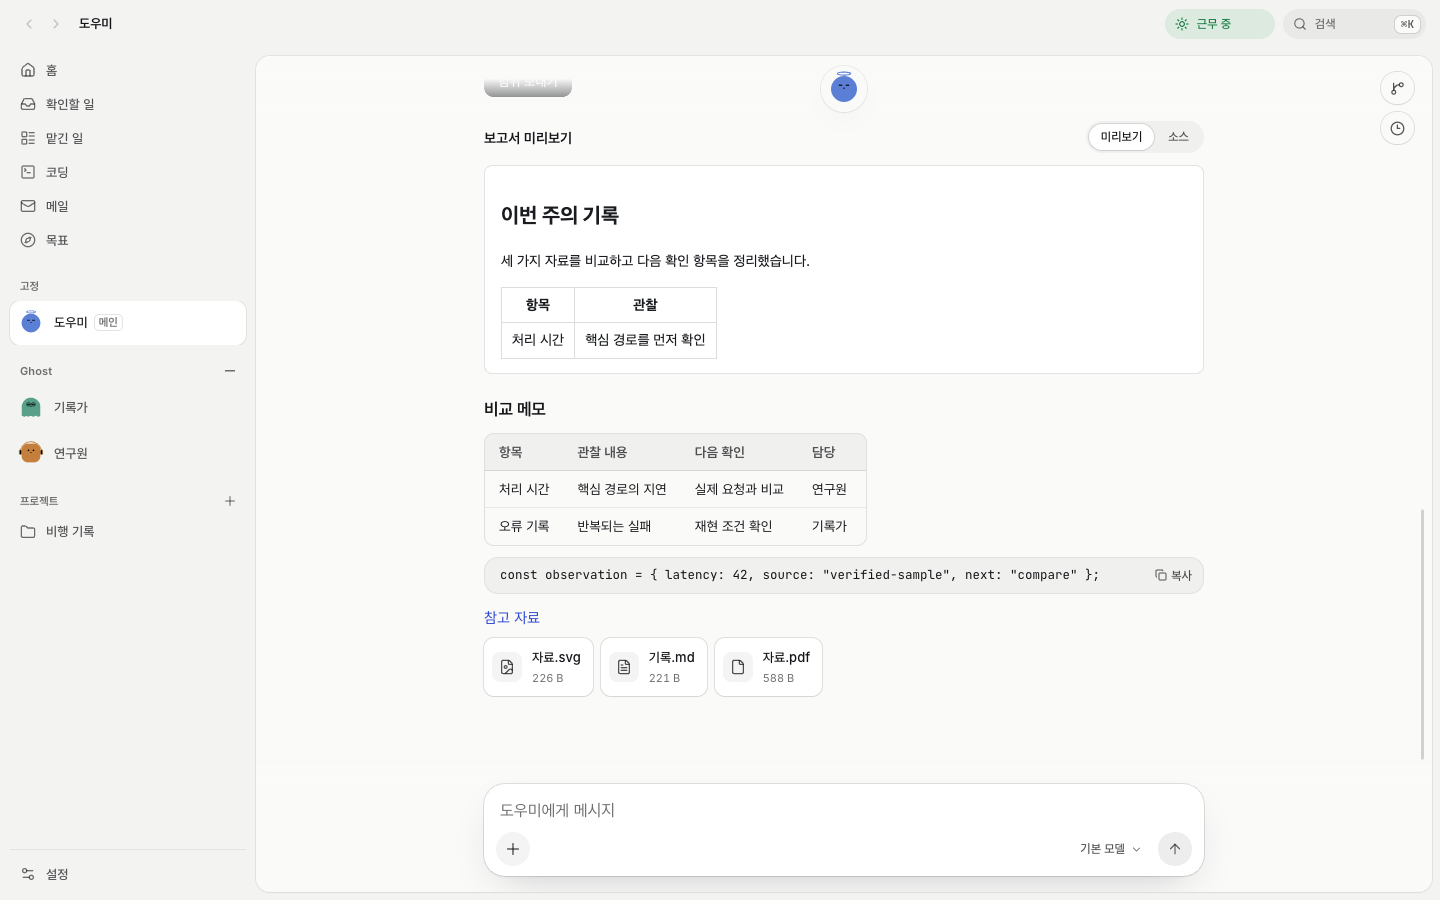 도우미
근무 중
검색
⌘K
홈
확인할 일
맡긴 일
코딩
메일
목표
고정
도우미 메인
Ghost
기록가
연구원
프로젝트
비행 기록
설정
보고서 미리보기
미리보기 소스
이번 주의 기록
세 가지 자료를 비교하고 다음 확인 항목을 정리했습니다.
항목 관찰
처리 시간 핵심 경로를 먼저 확인
비교 메모
항목 관찰 내용 다음 확인 담당
처리 시간 핵심 경로의 지연 실제 요청과 비교 연구원
오류 기록 반복되는 실패 재현 조건 확인 기록가
const observation = { latency: 42, source: "verified-sample", next: "compare" };
복사
참고 자료
자료.svg
226 B
기록.md
221 B
자료.pdf
588 B
도우미에게 메시지
기본 모델